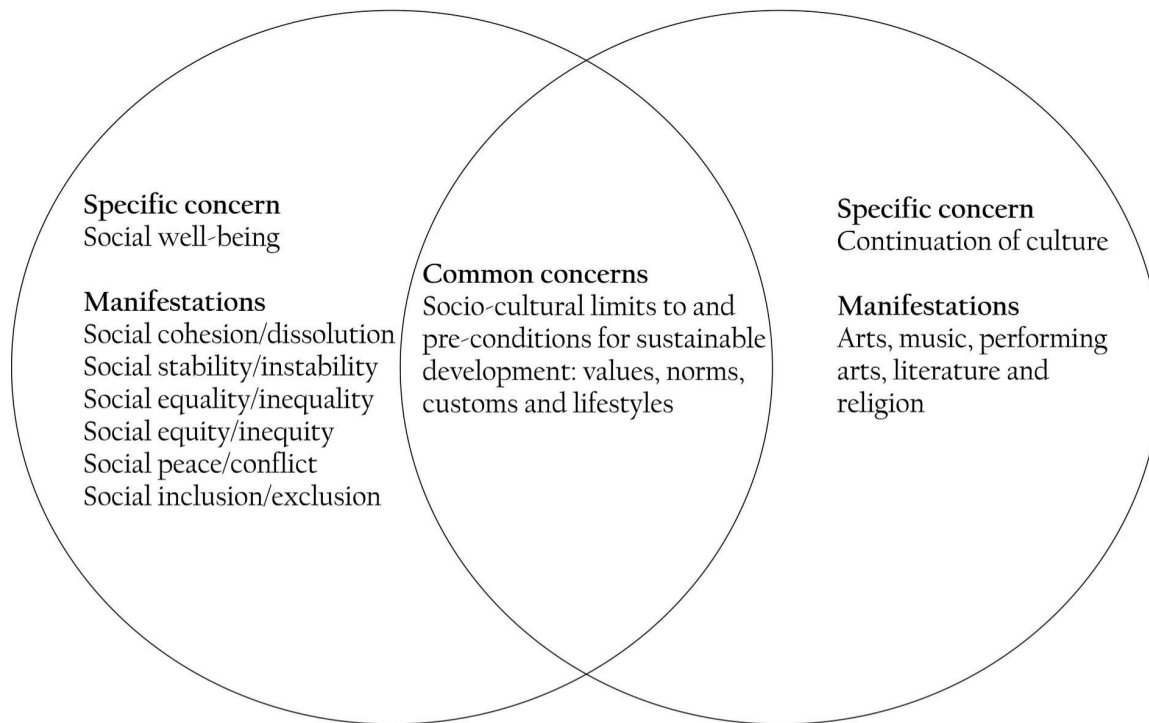 Specific concern
Social well-being
Manifestations
Social cohesion/dissolution
Social stability/instability
Social equality/inequality
Social equity/inequity
Social peace/conflict
Social inclusion/exclusion
Common concerns
Socio-cultural limits to and
pre-conditions for sustainable
development: values, norms,
customs and lifestyles
Specific concern
Continuation of culture
Manifestations
Arts, music, performing
arts, literature and
religion